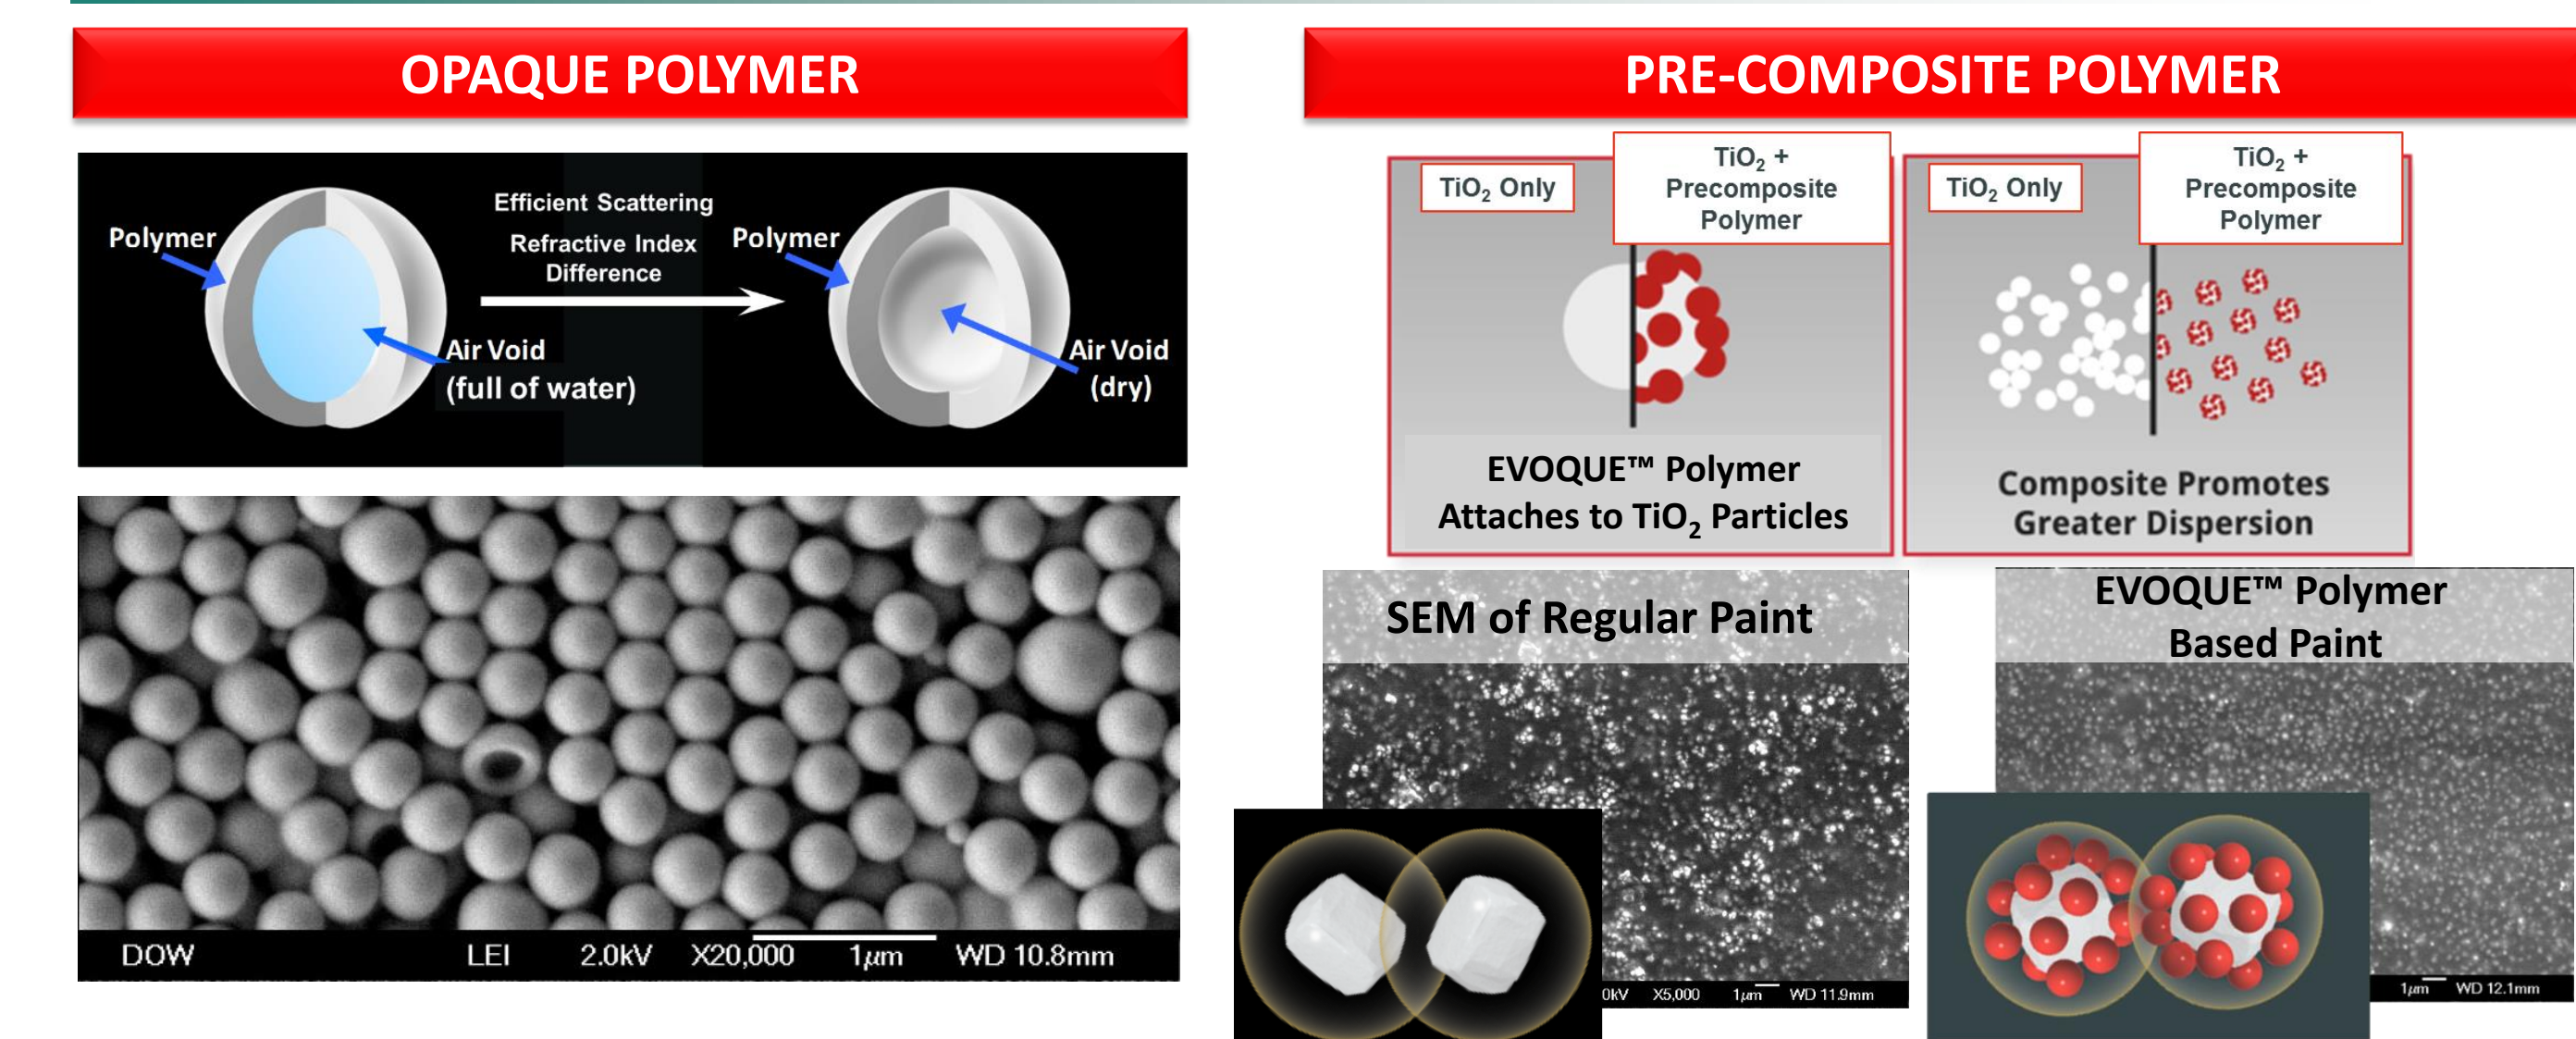 OPAQUE POLYMER
Polymer
Efficient Scattering
Refractive Index
Difference
Polymer
Air Void
(full of water)
Air Void
(dry)
DOW LEI 2.0kV X20,000 1μm WD 10.8mm
PRE-COMPOSITE POLYMER
TiO₂ Only
TiO₂ +
Precomposite
Polymer
EVOQUE™ Polymer
Attaches to TiO₂ Particles
TiO₂ Only
TiO₂ +
Precomposite
Polymer
Composite Promotes
Greater Dispersion
SEM of Regular Paint
0kV X5,000 1μm WD 11.9mm
EVOQUE™ Polymer
Based Paint
1μm WD 12.1mm